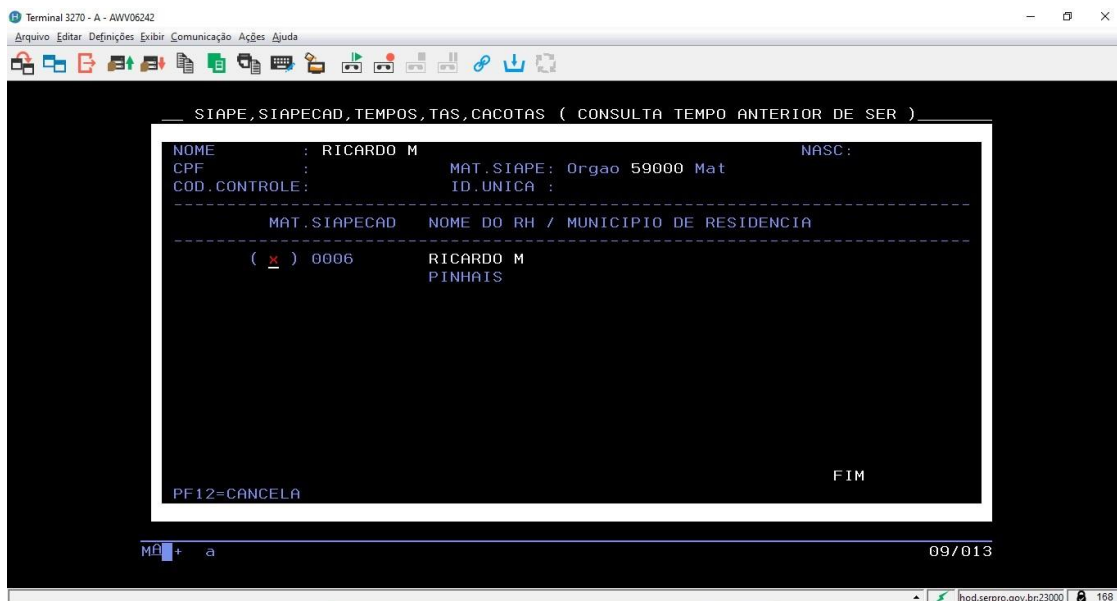 Terminal 3270 - A - AWV06242
Arquivo Editar Definições Exibir Comunicação Ações Ajuda
__ SIAPE,SIAPECAD,TEMPOS,TAS,CACOTAS ( CONSULTA TEMPO ANTERIOR DE SER )_______
NOME : RICARDO M NASC:
CPF : MAT.SIAPE: Orgao 59000 Mat
COD.CONTROLE: ID.UNICA :
MAT.SIAPECAD NOME DO RH / MUNICIPIO DE RESIDENCIA
( x ) 0006 RICARDO M
PINHAIS
FIM
PF12=CANCELA
MA + a 09/013
hod.serpro.gov.br:23000 168